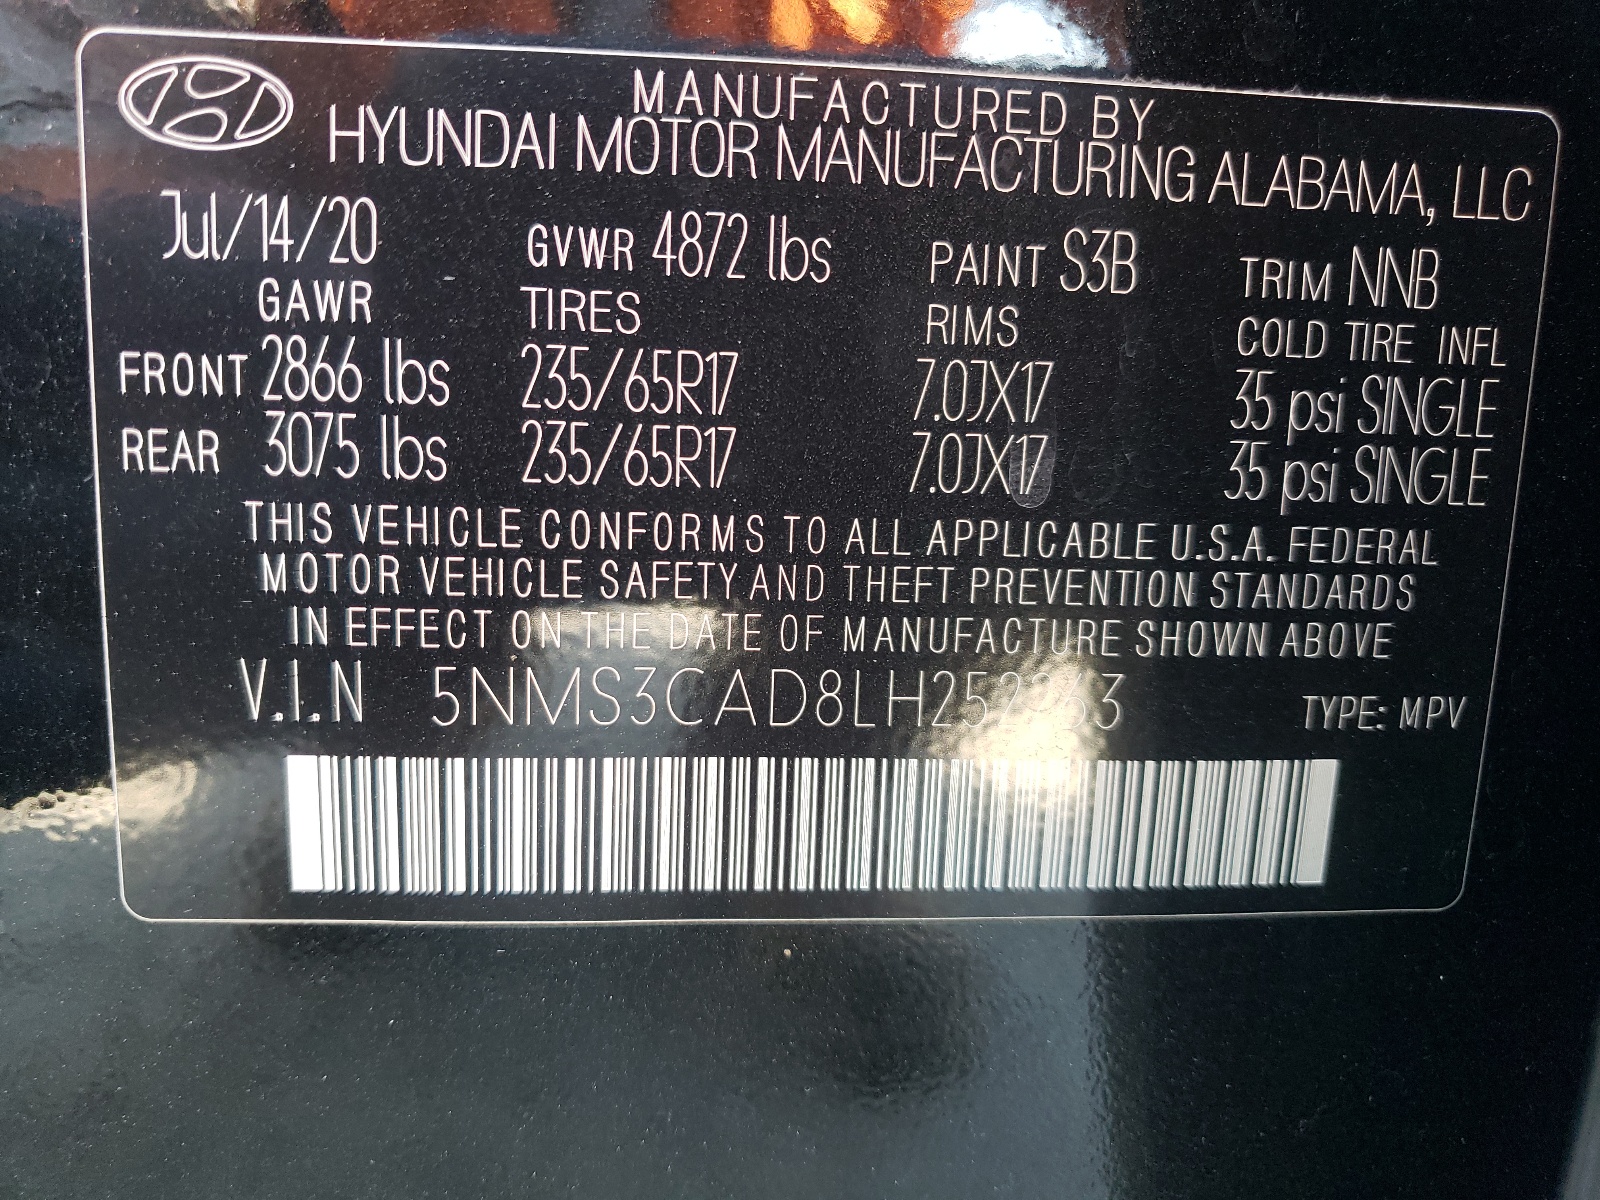 MANUFACTURED BY
HYUNDAI MOTOR MANUFACTURING ALABAMA, LLC
Jul/14/20 GVWR 4872 lbs PAINT S3B TRIM NNB
GAWR TIRES RIMS COLD TIRE INFL
FRONT 2866 lbs 235/65R17 7.0JX17 35 psi SINGLE
REAR 3075 lbs 235/65R17 7.0JX17 35 psi SINGLE
THIS VEHICLE CONFORMS TO ALL APPLICABLE U.S.A. FEDERAL
MOTOR VEHICLE SAFETY AND THEFT PREVENTION STANDARDS
IN EFFECT ON THE DATE OF MANUFACTURE SHOWN ABOVE
V.I.N 5NMS3CAD8LH252263 TYPE: MPV